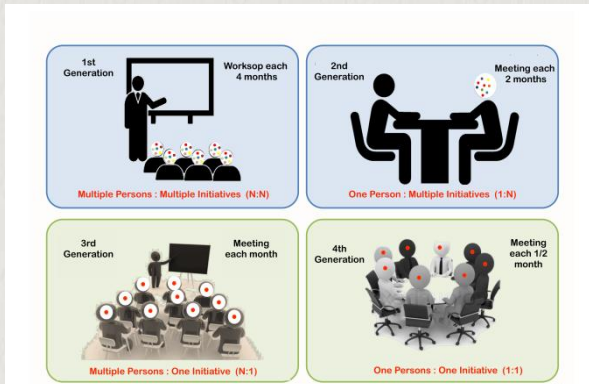 1st
Generation
Worksop each
4 months
Multiple Persons : Multiple Initiatives (N:N)
2nd
Generation
Meeting each
2 months
One Person : Multiple Initiatives (1:N)
3rd
Generation
Meeting
each month
Multiple Persons : One Initiative (N:1)
4th
Generation
Meeting
each 1/2
month
One Persons : One Initiative (1:1)